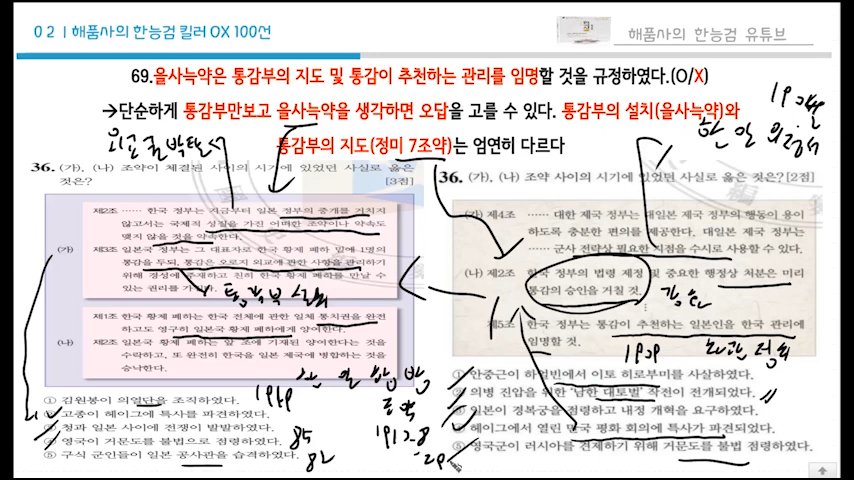 02 | 해품사의 한능검 킬러 OX 100선
해품사의 한능검 유튜브
69.을사늑약은 통감부의 지도 및 통감이 추천하는 관리를 임명할 것을 규정하였다.(O/X)
→단순하게 통감부만보고 을사늑약을 생각하면 오답을 고를 수 있다. 통감부의 설치(을사늑약)와
통감부의 지도(정미 7조약)는 엄연히 다르다
외교권박탈
36. (가), (나) 조약이 체결된 사이의 시기에 있었던 사실로 옳은
것은? [3점]
제2조 ······ 한국 정부는 지금부터 일본 정부의 중개를 거치지
않고서는 국제적 성질을 가진 어떠한 조약이나 약속도
맺지 않을 것을 약속한다.
(가) 제3조 일본국 정부는 그 대표자로 한국 황제 폐하 밑에 1명의
통감을 두되, 통감은 오로지 외교에 관한 사항을 관리하기
위해 경성에 주재하고 친히 한국 황제 폐하를 만날 수
있는 권리를 가진다.
통감부 설치
제1조 한국 황제 폐하는 한국 전체에 관한 일체 통치권을 완전
하고도 영구히 일본국 황제 폐하에게 양여한다.
(나) 제2조 일본국 황제 폐하는 앞 조에 기재된 양여한다는 것을
수락하고, 또 완전히 한국을 일본 제국에 병합하는 것을
승낙한다.
한 일 합 병
조약
① 김원봉이 의열단을 조직하였다.
1919
② 고종이 헤이그에 특사를 파견하였다.
③ 청과 일본 사이에 전쟁이 발발하였다.
④ 영국이 거문도를 불법으로 점령하였다.
85
⑤ 구식 군인들이 일본 공사관을 습격하였다.
82
한 일 의정서
36. (가), (나) 조약 사이의 시기에 있었던 사실로 옳은 것은? [2점]
(가) 제4조 ······ 대한 제국 정부는 대일본 제국 정부의 행동이 용이
하도록 충분한 편의를 제공한다. 대일본 제국 정부는
······ 군사 전략상 필요한 지점을 수시로 사용할 수 있다.
(나) 제2조 한국 정부의 법령 제정 및 중요한 행정상 처분은 미리
통감의 승인을 거칠 것.
제5조 한국 정부는 통감이 추천하는 일본인을 한국 관리에
임명할 것.
① 안중근이 하얼빈에서 이토 히로부미를 사살하였다.
② 의병 진압을 위한 '남한 대토벌' 작전이 전개되었다.
③ 일본이 경복궁을 점령하고 내정 개혁을 요구하였다.
④ 헤이그에서 열린 만국 평화 회의에 특사가 파견되었다.
⑤ 영국군이 러시아를 견제하기 위해 거문도를 불법 점령하였다.